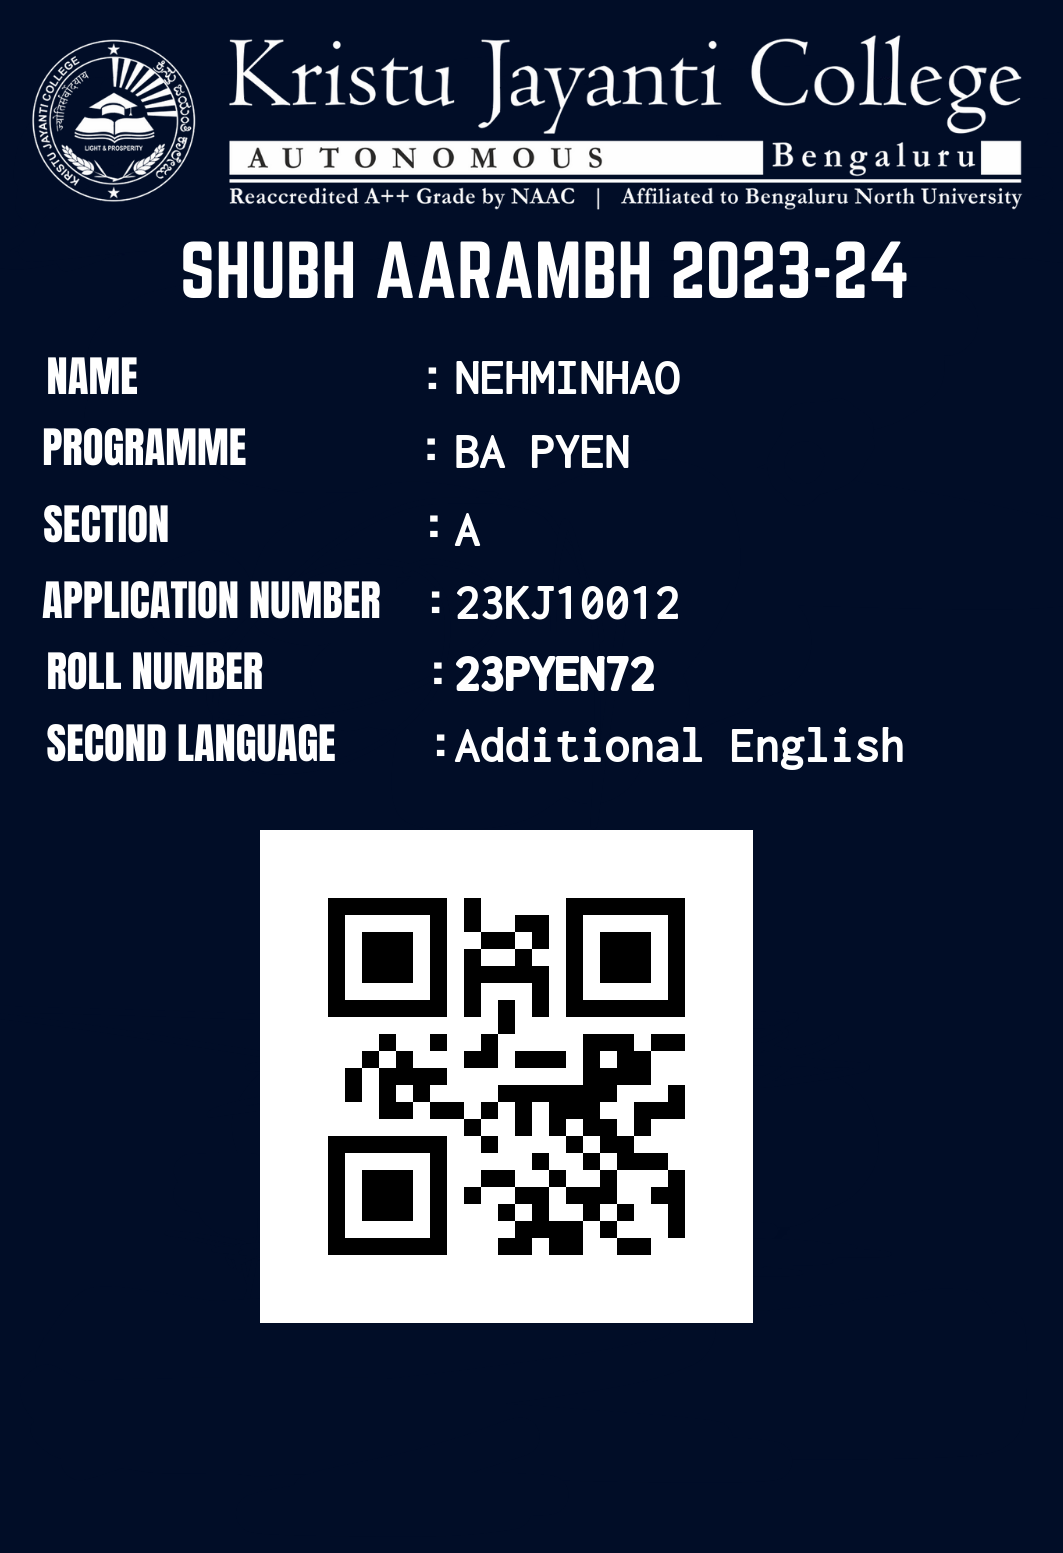 KRISTU JAYANTI COLLEGE
ಕ್ರಿಸ್ತು ಜಯಂತಿ ಕಾಲೇಜು
ज्योतिसंवर्धिदायाय
LIGHT & PROSPERITY
Kristu Jayanti College
AUTONOMOUS Bengaluru
Reaccredited A++ Grade by NAAC | Affiliated to Bengaluru North University
SHUBH AARAMBH 2023-24
NAME : NEHMINHAO
PROGRAMME : BA PYEN
SECTION : A
APPLICATION NUMBER : 23KJ10012
ROLL NUMBER : 23PYEN72
SECOND LANGUAGE : Additional English